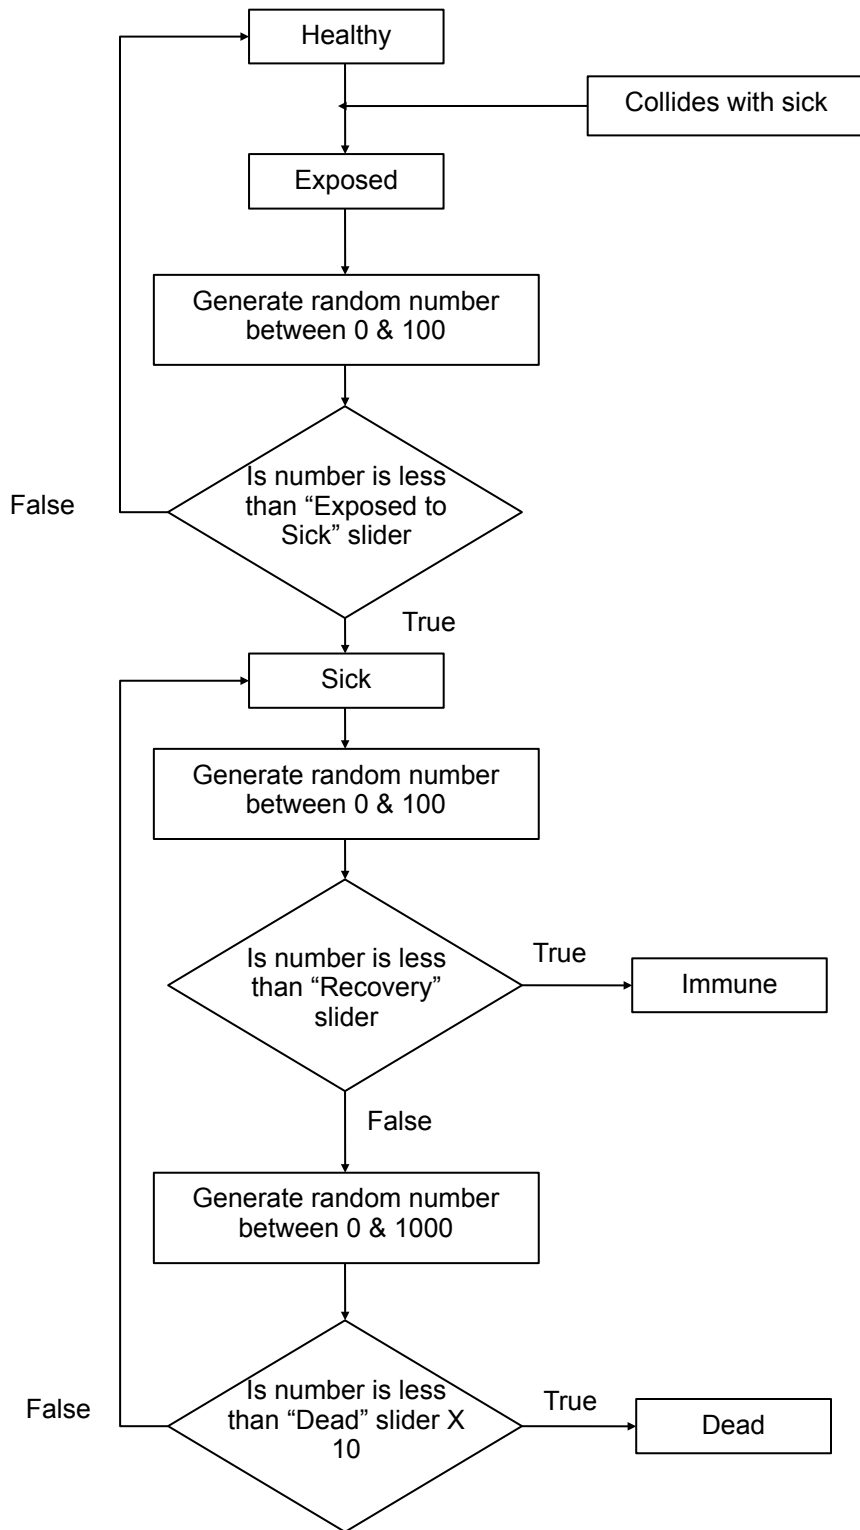 Healthy
Collides with sick
Exposed
Generate random number
between 0 & 100
Is number is less
than “Exposed to
Sick” slider
False
True
Sick
Generate random number
between 0 & 100
Is number is less
than “Recovery”
slider
True
Immune
False
Generate random number
between 0 & 1000
Is number is less
than “Dead” slider X
10
False
True
Dead